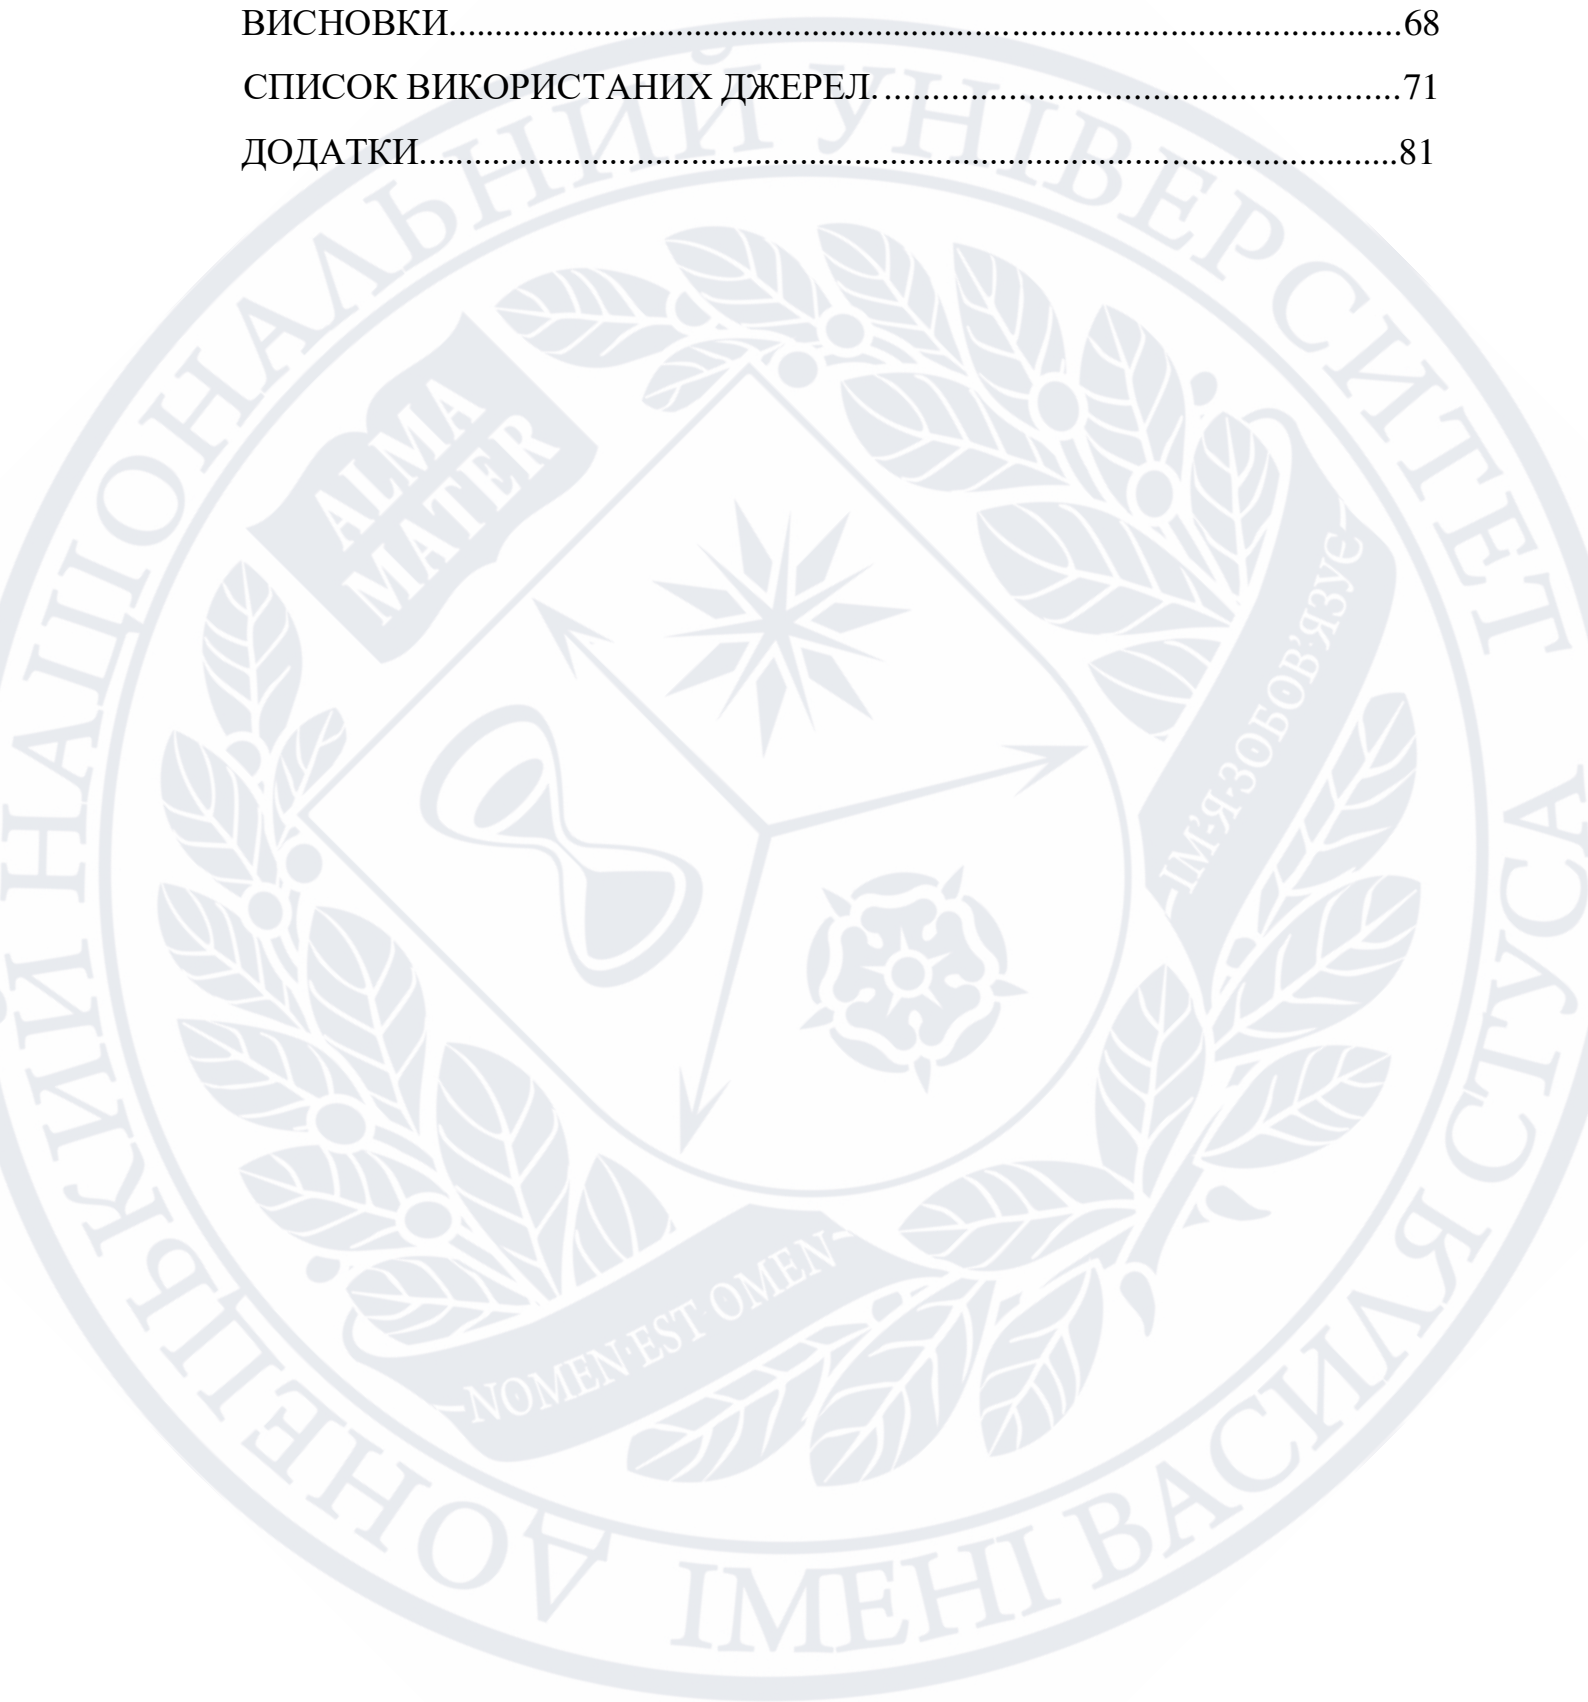 ВИСНОВКИ........................................................................................................68
СПИСОК ВИКОРИСТАНИХ ДЖЕРЕЛ..........................................................71
ДОДАТКИ...........................................................................................................81
ДОНЕЦЬКИЙ НАЦІОНАЛЬНИЙ УНІВЕРСИТЕТ
ІМЕНІ ВАСИЛЯ СТУСА
ALMA
MATER
ІМ'Я·ЗОБОВ'ЯЗУЄ
NOMEN·EST·OMEN